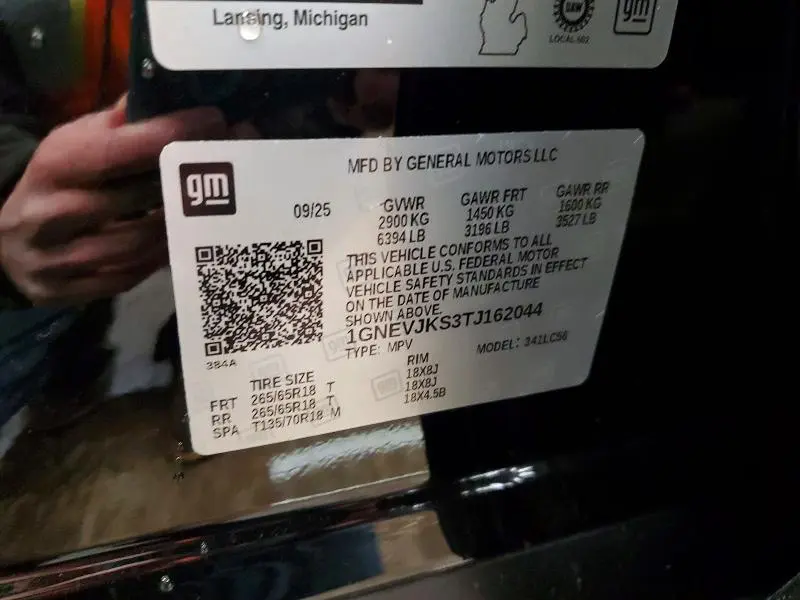 Lansing, Michigan
UAW
LOCAL 602
gm
gm
MFD BY GENERAL MOTORS LLC
09/25
GVWR GAWR FRT GAWR RR
2900 KG 1450 KG 1600 KG
6394 LB 3196 LB 3527 LB
THIS VEHICLE CONFORMS TO ALL
APPLICABLE U.S. FEDERAL MOTOR
VEHICLE SAFETY STANDARDS IN EFFECT
ON THE DATE OF MANUFACTURE
SHOWN ABOVE.
1GNEVJKS3TJ162044
TYPE: MPV MODEL: 341LC56
384A
TIRE SIZE RIM
FRT 265/65R18 T 18X8J
RR 265/65R18 T 18X8J
SPA T135/70R18 M 18X4.5B